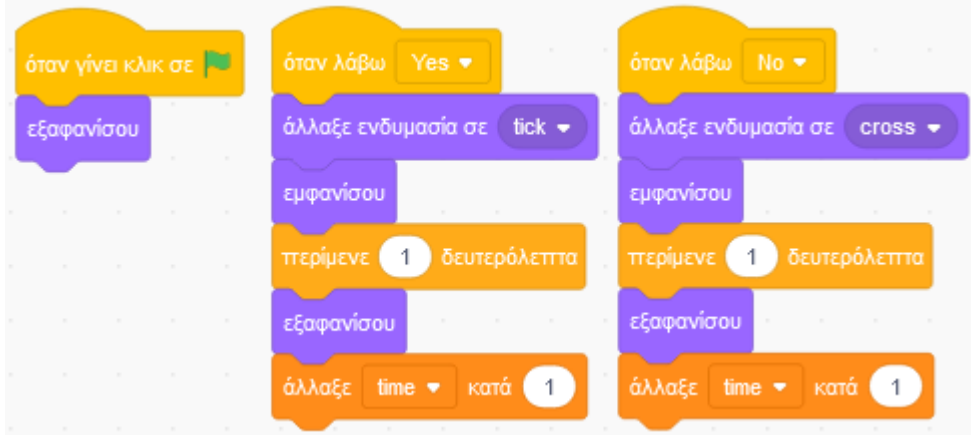 όταν γίνει κλικ σε
εξαφανίσου
όταν λάβω Yes
άλλαξε ενδυμασία σε tick
εμφανίσου
περίμενε 1 δευτερόλεπτα
εξαφανίσου
άλλαξε time κατά 1
όταν λάβω No
άλλαξε ενδυμασία σε cross
εμφανίσου
περίμενε 1 δευτερόλεπτα
εξαφανίσου
άλλαξε time κατά 1